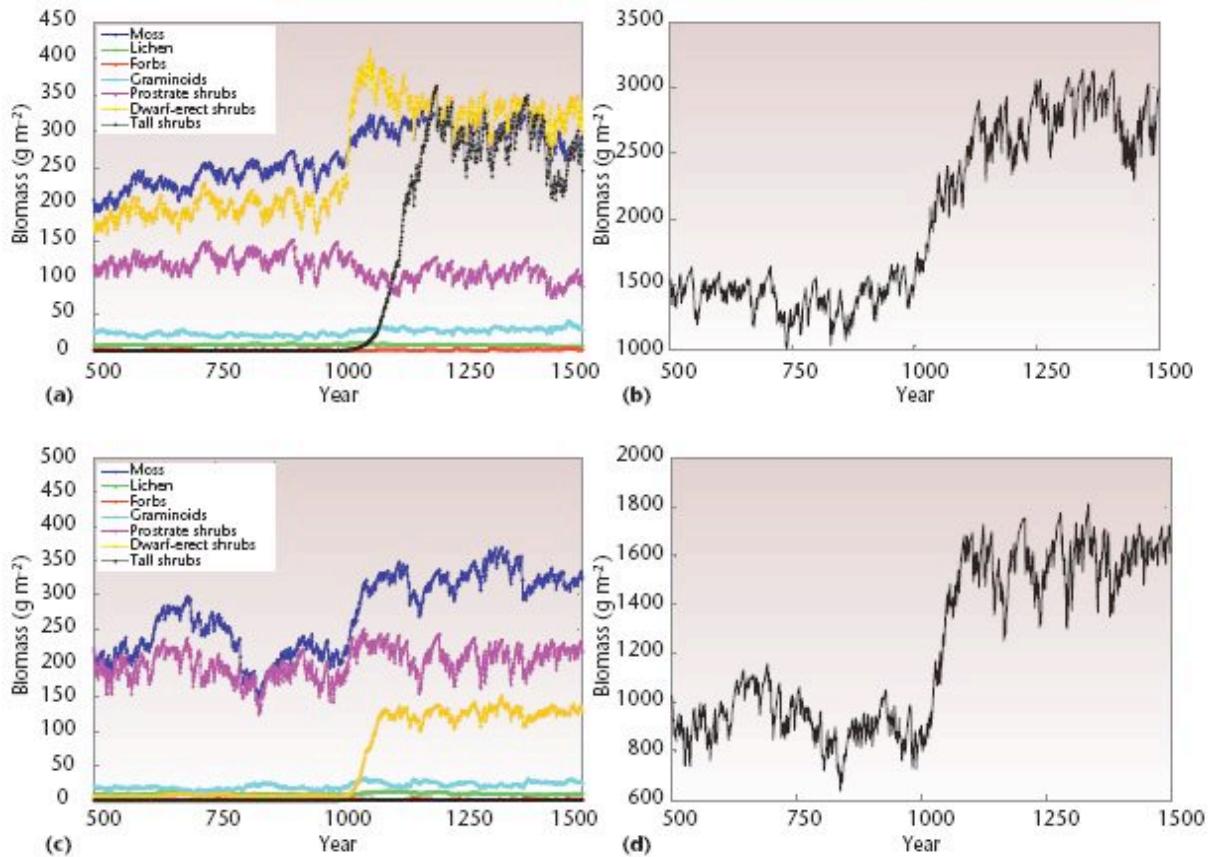 450
400
350
300
250
200
150
100
50
0
Biomass (g m⁻²)
Moss
Lichen
Forbs
Graminoids
Prostrate shrubs
Dwarf-erect shrubs
Tall shrubs
500 750 1000 1250 1500
(a) Year
3500
3000
2500
2000
1500
1000
Biomass (g m⁻²)
500 750 1000 1250 1500
(b) Year
500
450
400
350
300
250
200
150
100
50
0
Biomass (g m⁻²)
Moss
Lichen
Forbs
Graminoids
Prostrate shrubs
Dwarf-erect shrubs
Tall shrubs
500 750 1000 1250 1500
(c) Year
2000
1800
1600
1400
1200
1000
800
600
Biomass (g m⁻²)
500 750 1000 1250 1500
(d) Year